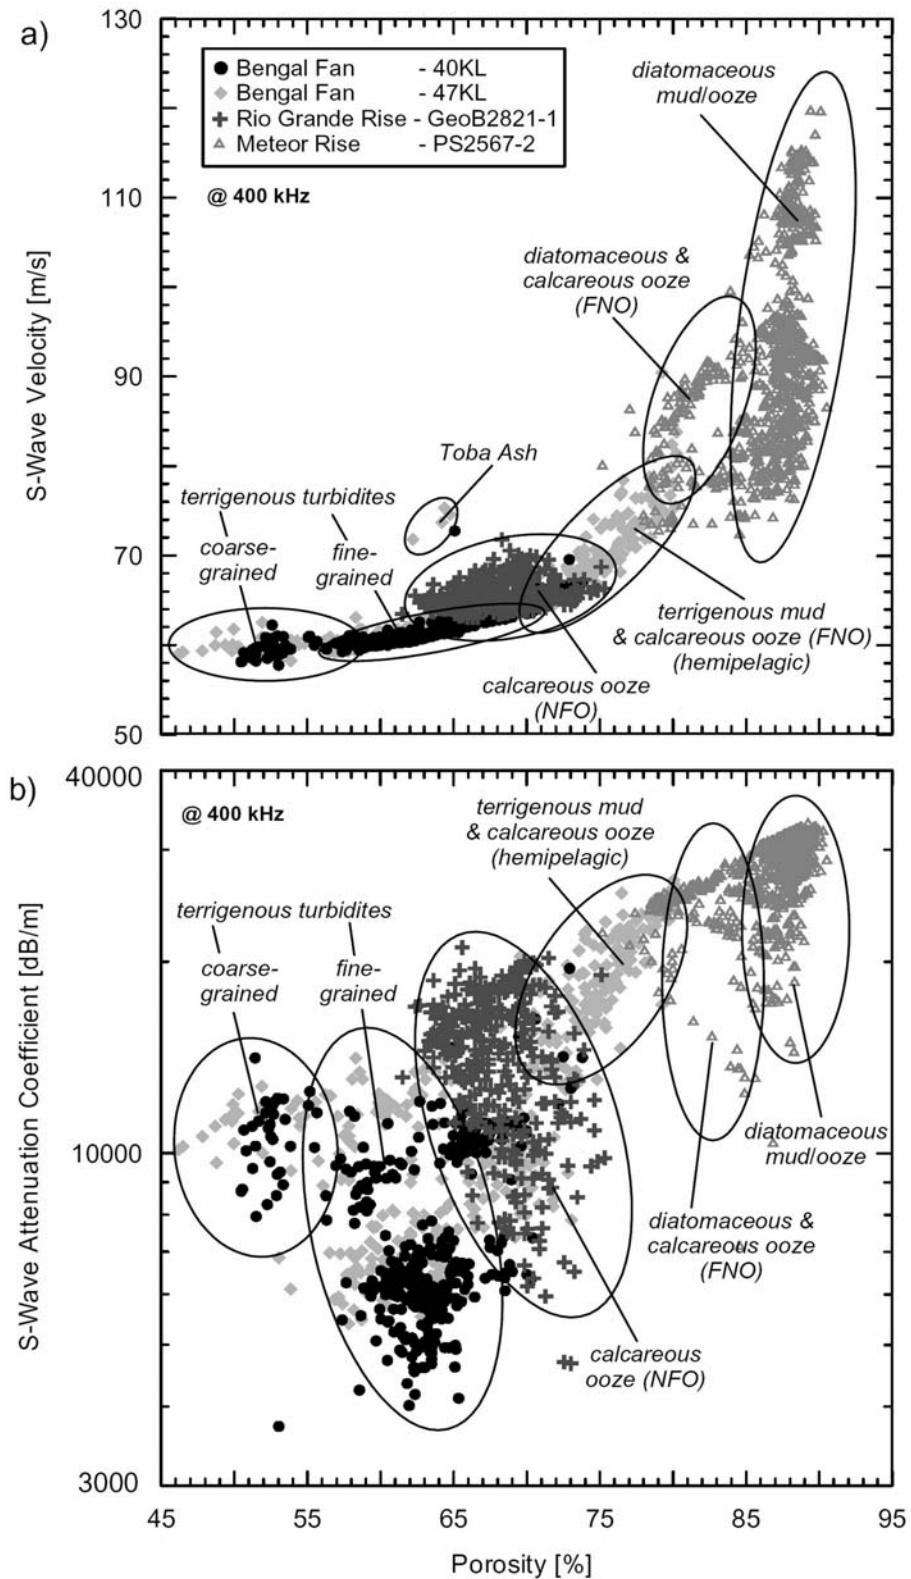 a)
130
110
90
70
50
S-Wave Velocity [m/s]
Bengal Fan - 40KL
Bengal Fan - 47KL
Rio Grande Rise - GeoB2821-1
Meteor Rise - PS2567-2
@ 400 kHz
diatomaceous
mud/ooze
diatomaceous &
calcareous ooze
(FNO)
Toba Ash
terrigenous turbidites
coarse-
grained
fine-
grained
terrigenous mud
& calcareous ooze (FNO)
(hemipelagic)
calcareous ooze
(NFO)
b)
40000
10000
3000
S-Wave Attenuation Coefficient [dB/m]
@ 400 kHz
terrigenous mud
& calcareous ooze
(hemipelagic)
terrigenous turbidites
coarse-
grained
fine-
grained
diatomaceous
mud/ooze
diatomaceous &
calcareous ooze
(FNO)
calcareous
ooze (NFO)
45 55 65 75 85 95
Porosity [%]